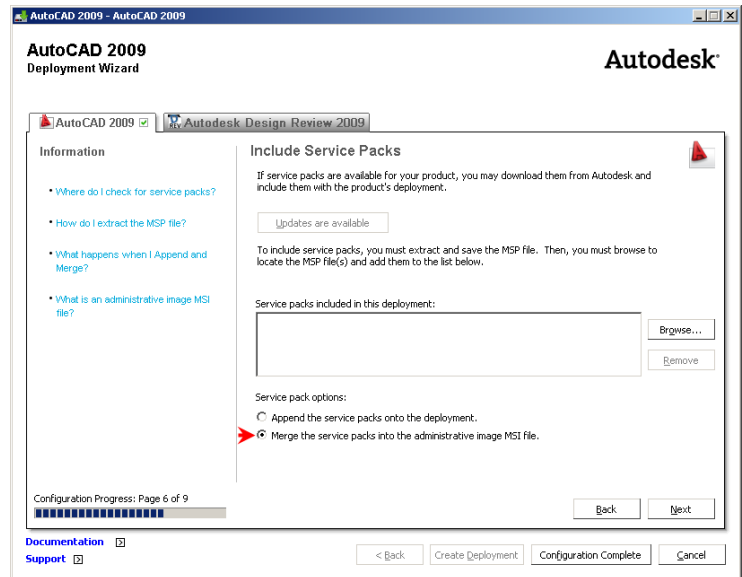 AutoCAD 2009 - AutoCAD 2009
AutoCAD 2009
Deployment Wizard
Autodesk
AutoCAD 2009
Autodesk Design Review 2009
Information
• Where do I check for service packs?
• How do I extract the MSP file?
• What happens when I Append and
Merge?
• What is an administrative image MSI
file?
Include Service Packs
If service packs are available for your product, you may download them from Autodesk and
include them with the product's deployment.
Updates are available
To include service packs, you must extract and save the MSP file. Then, you must browse to
locate the MSP file(s) and add them to the list below.
Service packs included in this deployment:
Browse...
Remove
Service pack options:
Append the service packs onto the deployment.
Merge the service packs into the administrative image MSI file.
Configuration Progress: Page 6 of 9
Back
Next
Documentation
Support
< Back
Create Deployment
Configuration Complete
Cancel